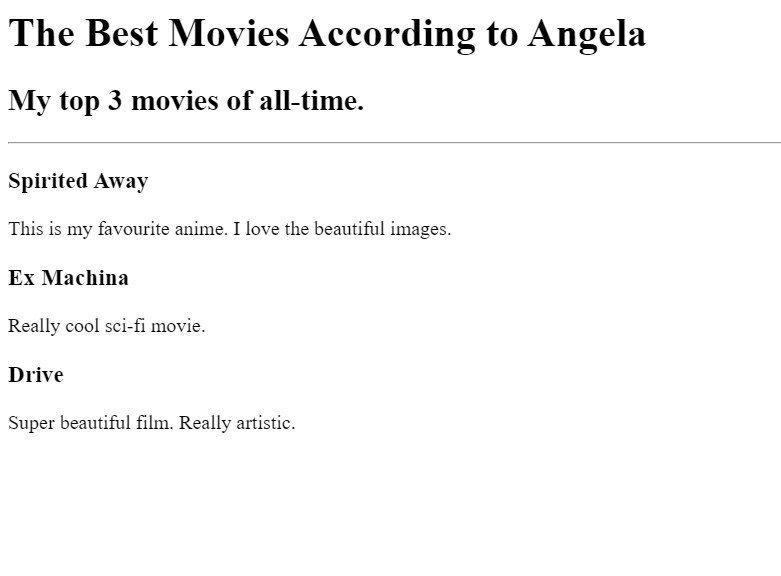 The Best Movies According to Angela
My top 3 movies of all-time.
Spirited Away
This is my favourite anime. I love the beautiful images.
Ex Machina
Really cool sci-fi movie.
Drive
Super beautiful film. Really artistic.